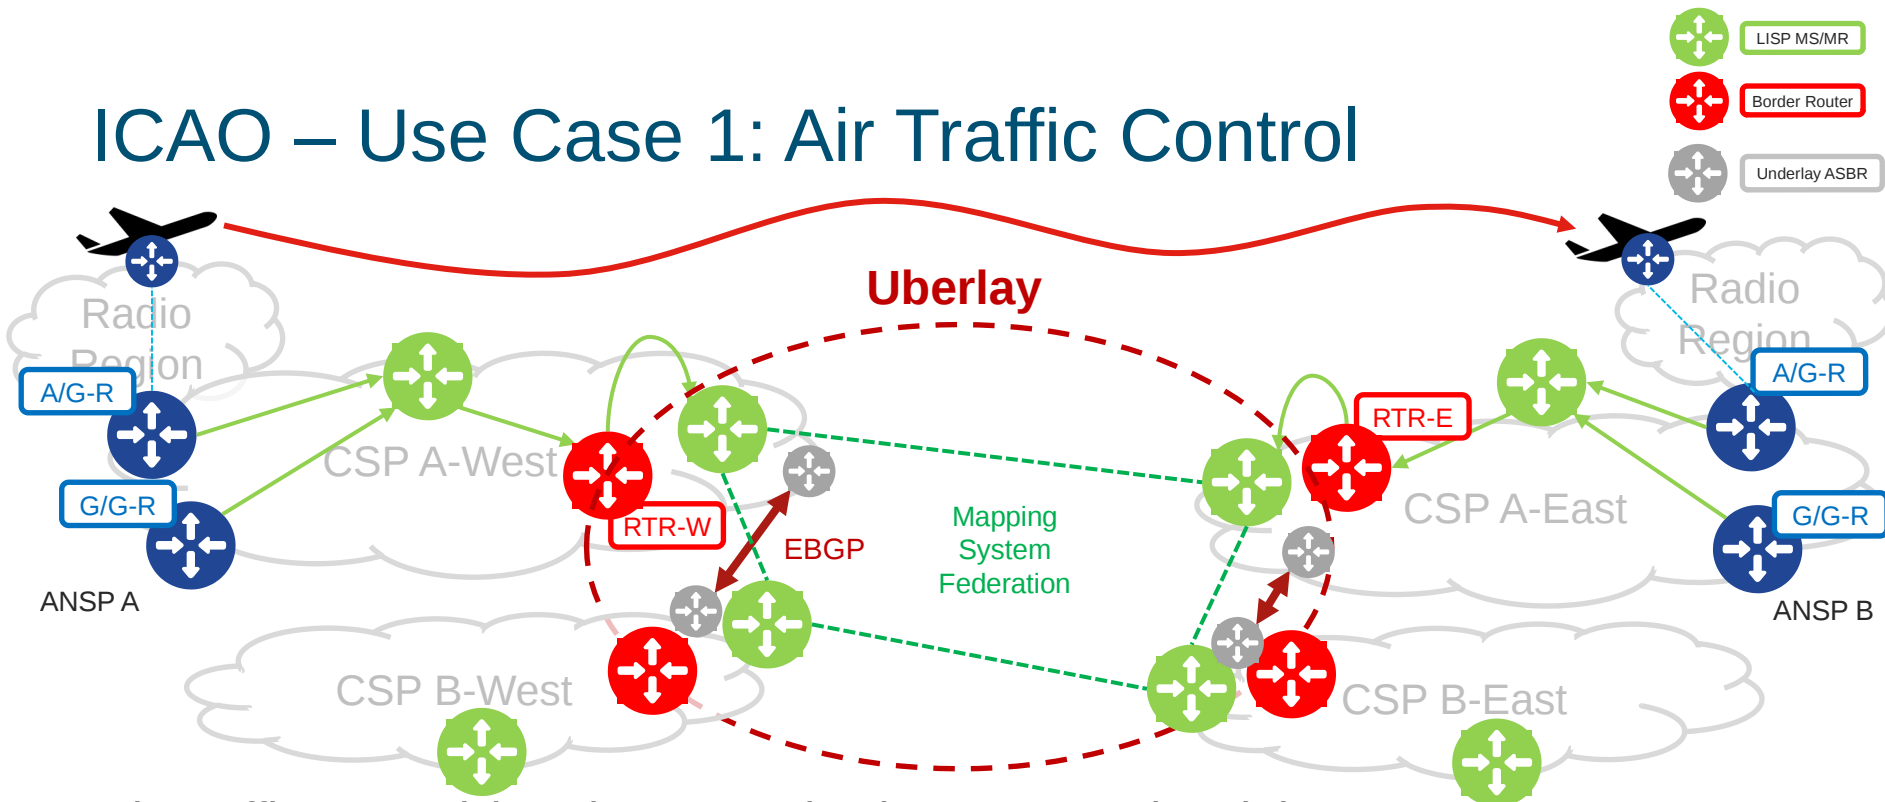 LISP MS/MR
Border Router
Underlay ASBR
ICAO – Use Case 1: Air Traffic Control
Uberlay
Radio
Region
Radio
Region
A/G-R
A/G-R
RTR-E
CSP A-West
CSP A-East
G/G-R
G/G-R
RTR-W
EBGP
Mapping
System
Federation
ANSP A
ANSP B
CSP B-West
CSP B-East